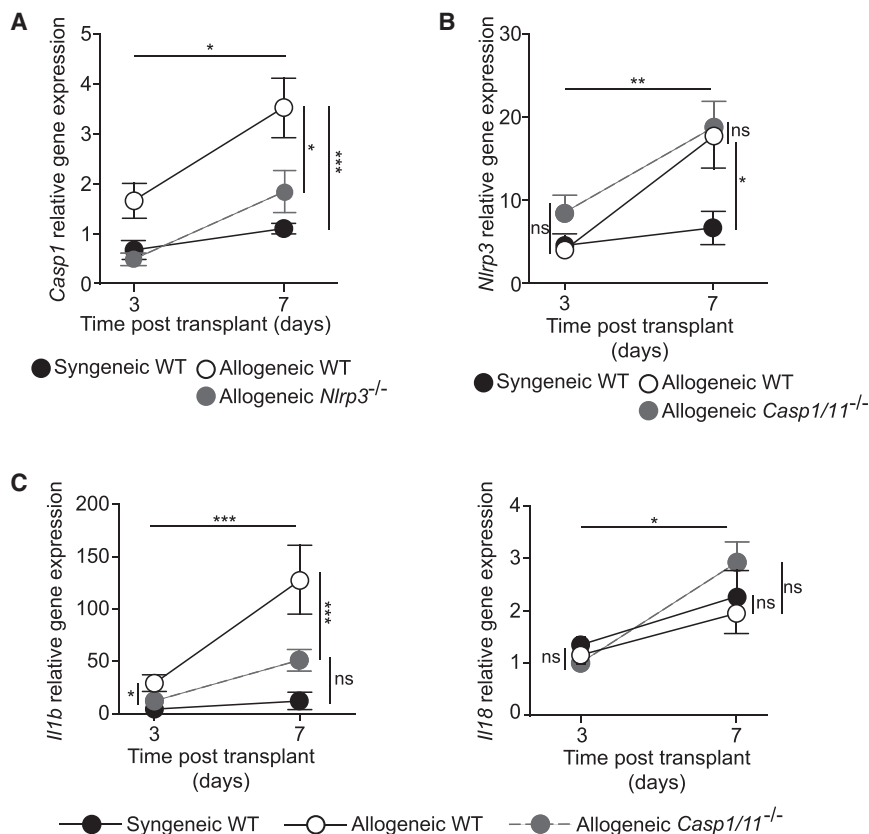 A
Casp1 relative gene expression
5
4
3
2
1
0
*
*
***
3 7
Time post transplant (days)
Syngeneic WT Allogeneic WT
Allogeneic Nlrp3-/-
B
Nlrp3 relative gene expression
30
20
10
0
**
ns
ns
*
3 7
Time post transplant
(days)
Syngeneic WT Allogeneic WT
Allogeneic Casp1/11-/-
C
Il1b relative gene expression
200
150
100
50
0
***
*
***
ns
3 7
Time post transplant
(days)
Il18 relative gene expression
4
3
2
1
0
*
ns
ns
ns
3 7
Time post transplant
(days)
Syngeneic WT Allogeneic WT Allogeneic Casp1/11-/-